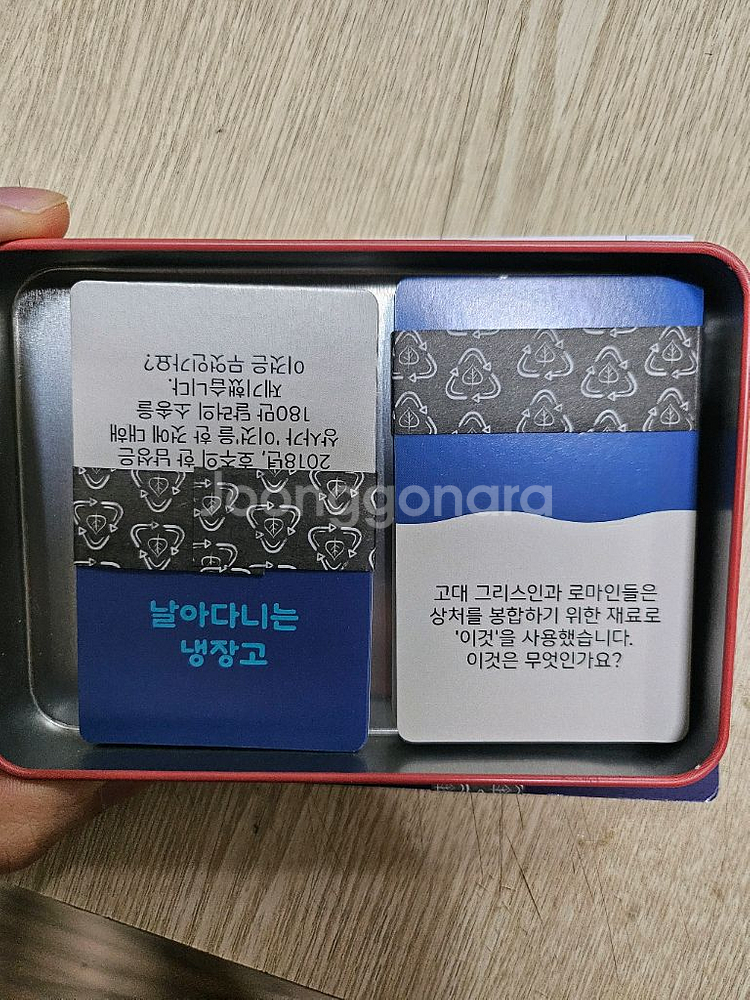 2018년, 호주의 한 남성은
상사가 '이것'을 한 것에 대해
180만 달러의 소송을
제기했습니다.
이것은 무엇인가요?
날아다니는
냉장고
고대 그리스인과 로마인들은
상처를 봉합하기 위한 재료로
'이것'을 사용했습니다.
이것은 무엇인가요?
Joonggonara